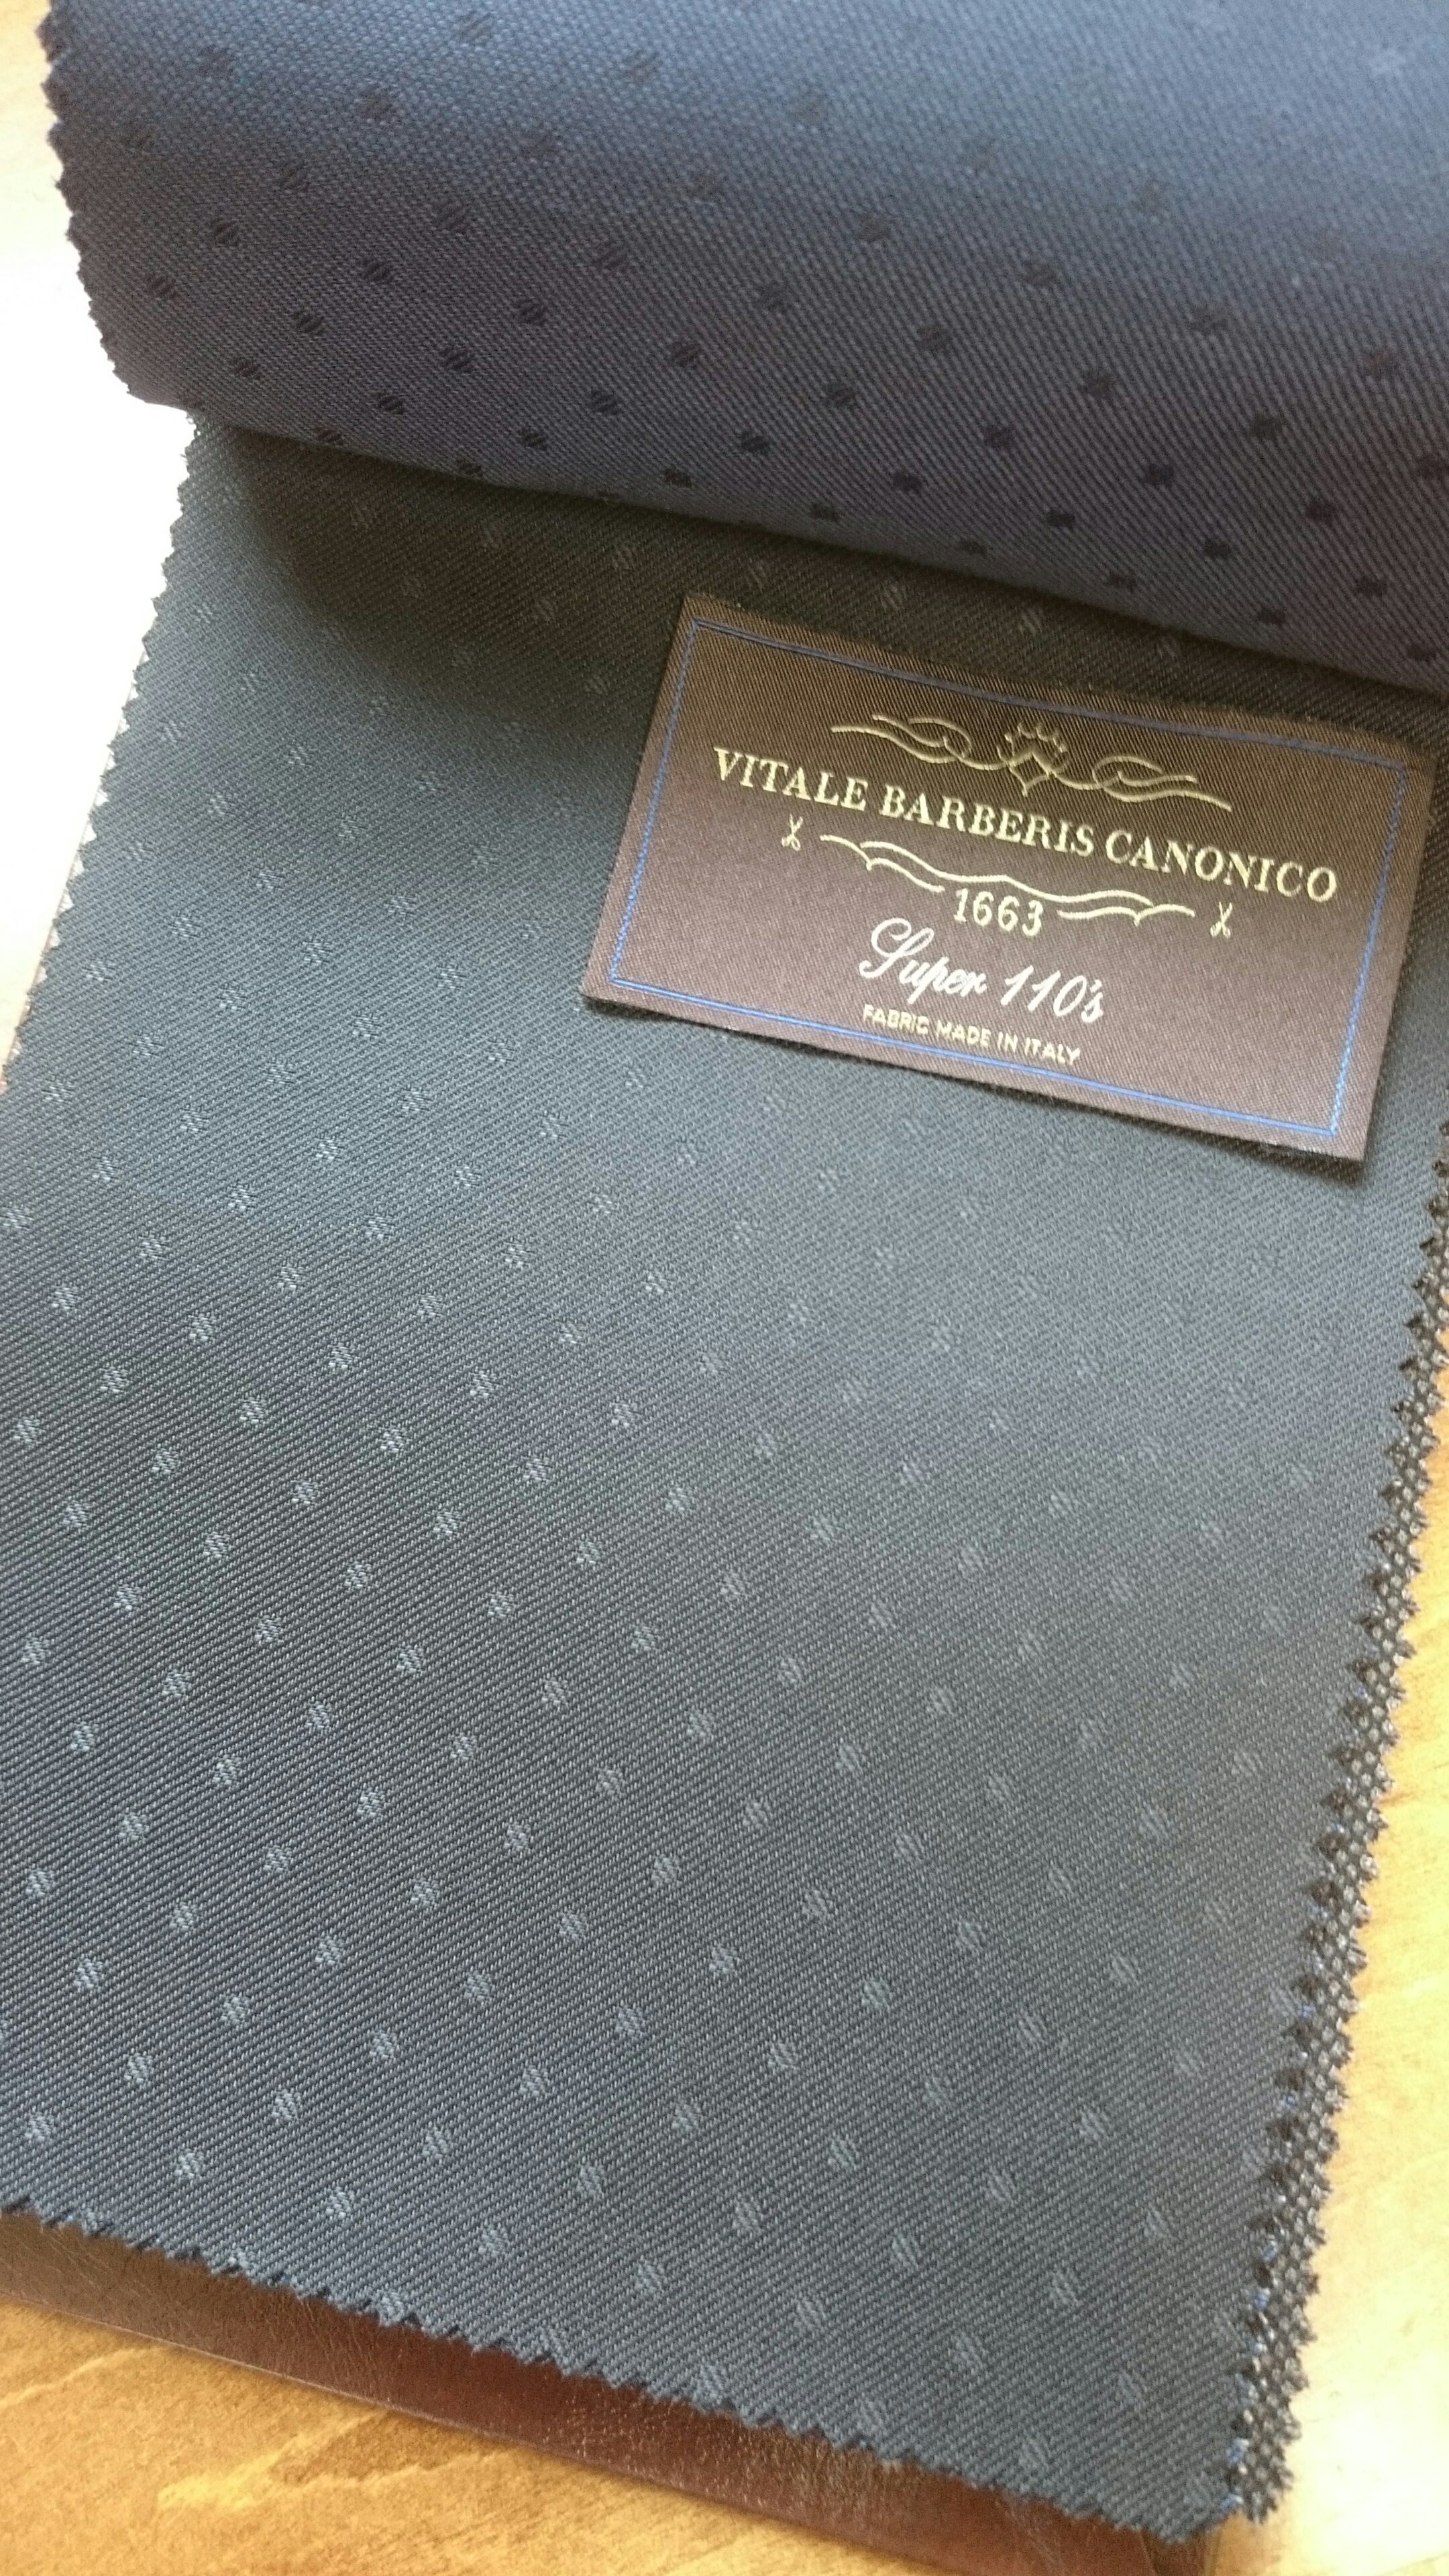 VITALE BARBERIS CANONICO
1663
Super 110's
FABRIC MADE IN ITALY